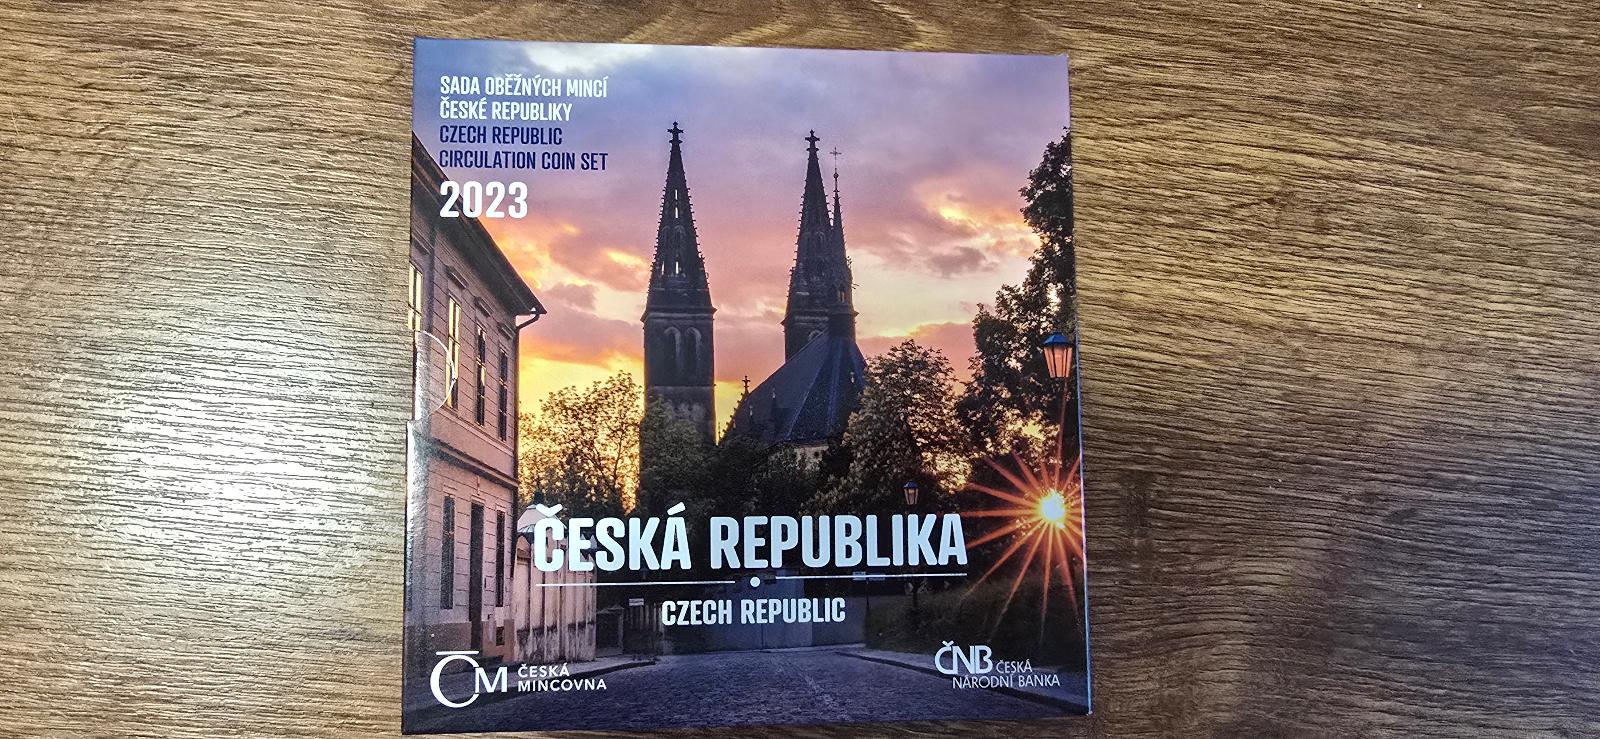 SADA OBĚŽNÝCH MINCÍ
ČESKÉ REPUBLIKY
CZECH REPUBLIC
CIRCULATION COIN SET
2023
ČESKÁ REPUBLIKA
CZECH REPUBLIC
ČM ČESKÁ
MINCOVNA
ČNB ČESKÁ
NÁRODNÍ BANKA